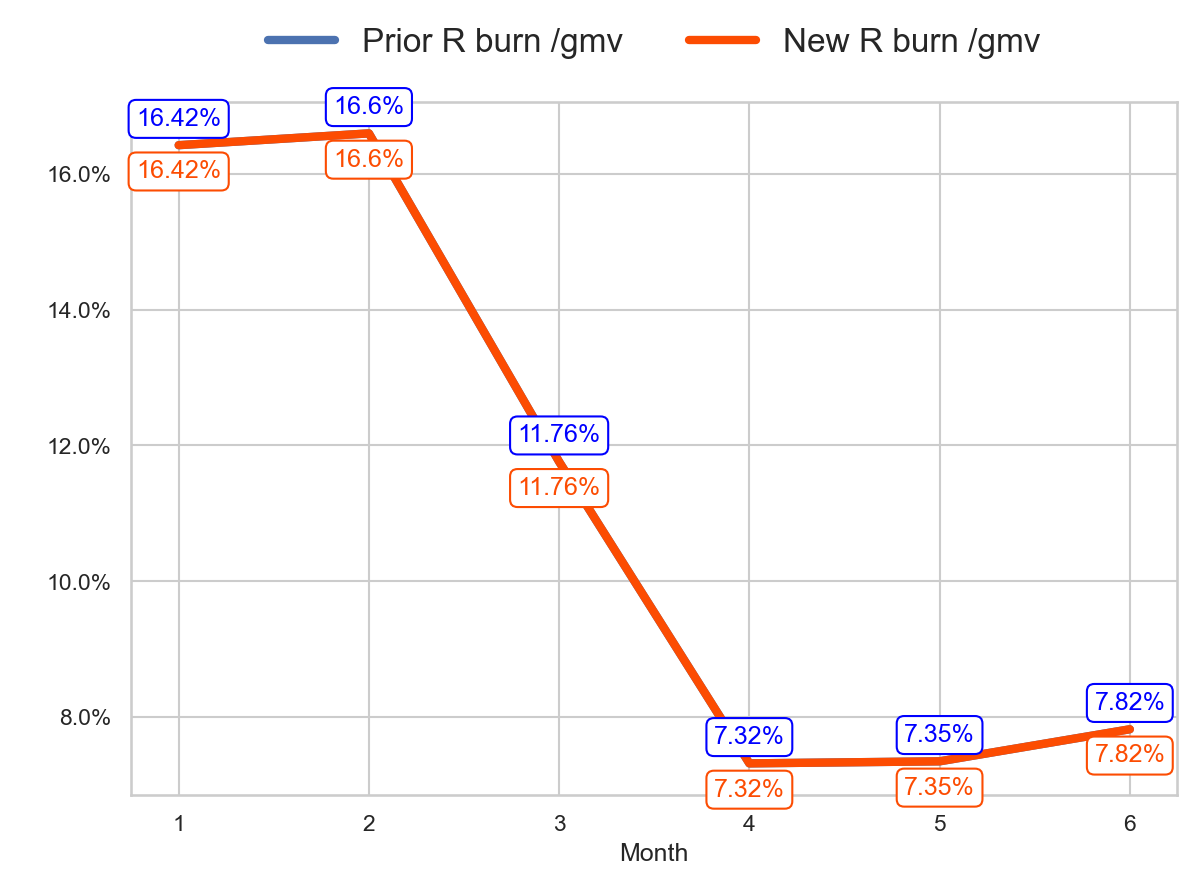 Prior R burn /gmv New R burn /gmv
16.42% 16.6%
16.42% 16.6%
16.0%
14.0%
12.0%
11.76%
11.76%
10.0%
8.0%
7.32% 7.35% 7.82%
7.32% 7.35% 7.82%
1 2 3 4 5 6
Month